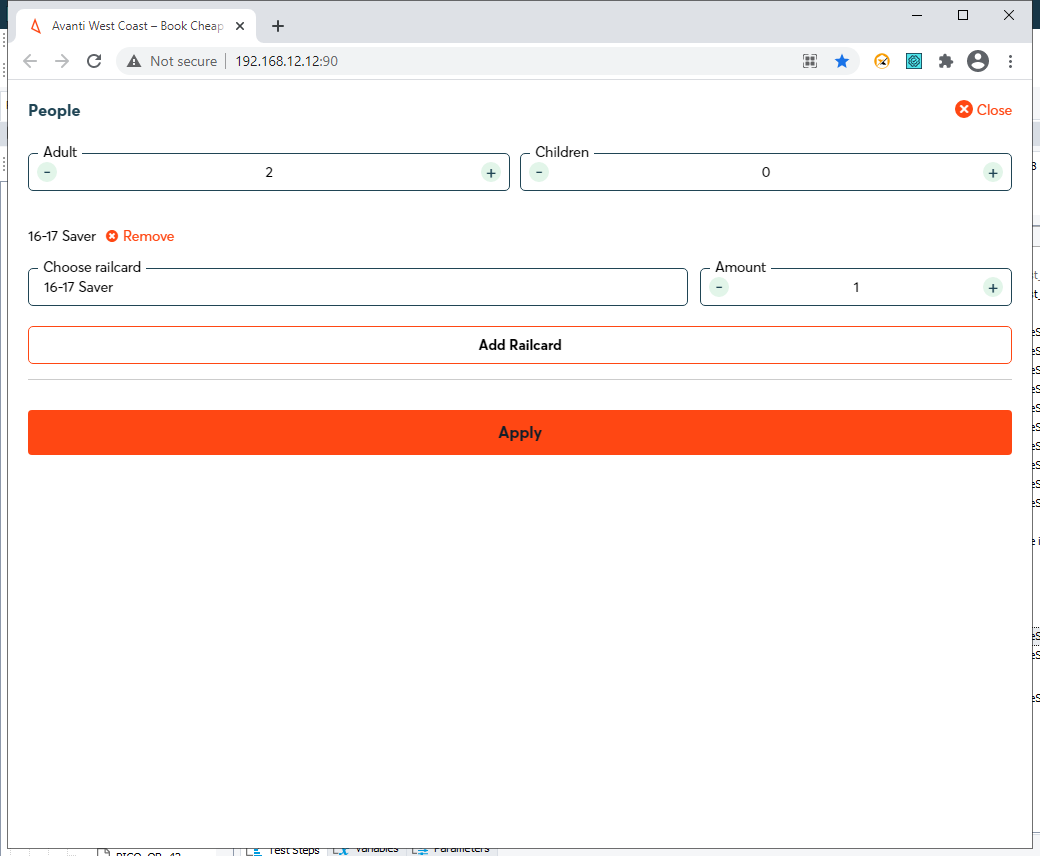 Avanti West Coast – Book Cheap
Not secure
192.168.12.12:90
People
Close
Adult
- 2 +
Children
- 0 +
16-17 Saver Remove
Choose railcard
16-17 Saver
Amount
- 1 +
Add Railcard
Apply
Test Steps
Variables
Parameters